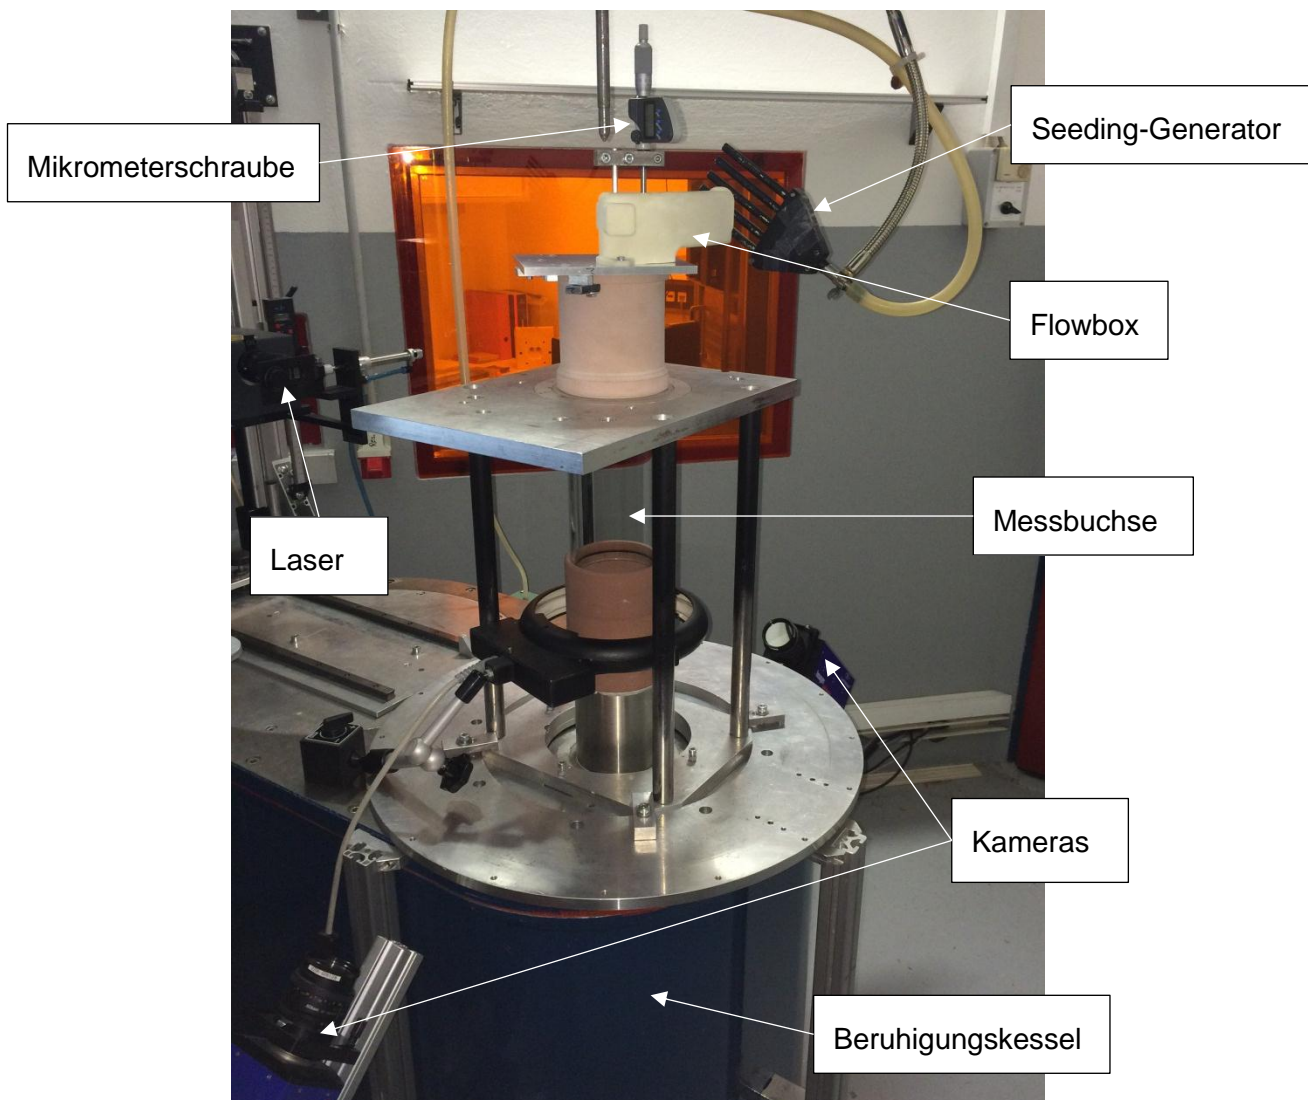 Seeding-Generator
Mikrometerschraube
Flowbox
Messbuchse
Laser
Kameras
Beruhigungskessel